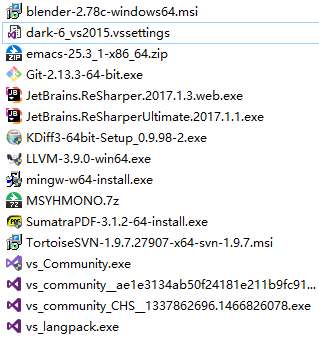 blender-2.78c-windows64.msi
dark-6_vs2015.vssettings
emacs-25.3_1-x86_64.zip
Git-2.13.3-64-bit.exe
JetBrains.ReSharper.2017.1.3.web.exe
JetBrains.ReSharperUltimate.2017.1.1.exe
KDiff3-64bit-Setup_0.9.98-2.exe
LLVM-3.9.0-win64.exe
mingw-w64-install.exe
MSYHMONO.7z
SumatraPDF-3.1.2-64-install.exe
TortoiseSVN-1.9.7.27907-x64-svn-1.9.7.msi
vs_Community.exe
vs_community__ae1e3134ab50f24181e211b9fc91...
vs_community_CHS__1337862696.1466826078.exe
vs_langpack.exe